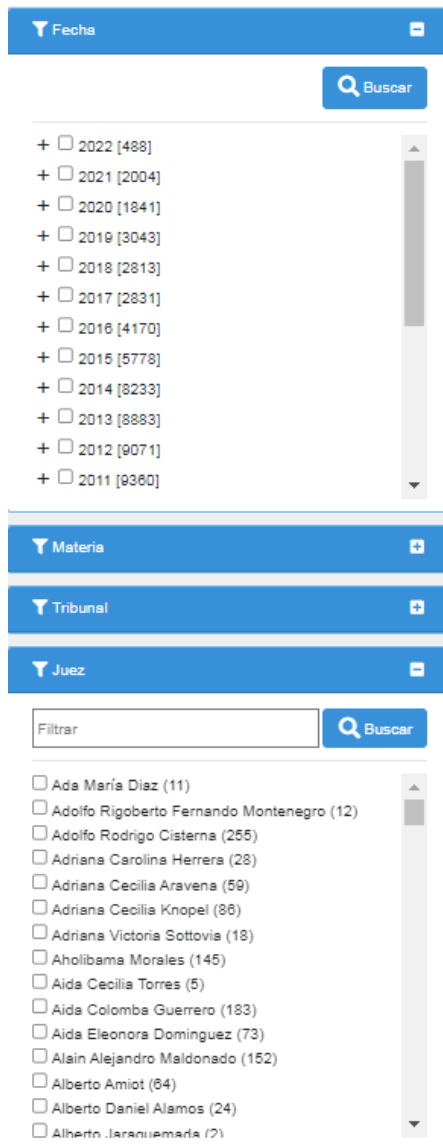 Fecha
Buscar
+ 2022 [488]
+ 2021 [2004]
+ 2020 [1841]
+ 2019 [3043]
+ 2018 [2813]
+ 2017 [2831]
+ 2016 [4170]
+ 2015 [5778]
+ 2014 [8233]
+ 2013 [8883]
+ 2012 [9071]
+ 2011 [9360]
Materia
Tribunal
Juez
Filtrar Buscar
Ada María Diaz (11)
Adolfo Rigoberto Fernando Montenegro (12)
Adolfo Rodrigo Cisterna (255)
Adriana Carolina Herrera (28)
Adriana Cecilia Aravena (59)
Adriana Cecilia Knopel (86)
Adriana Victoria Sottovia (18)
Aholibama Morales (145)
Aida Cecilia Torres (5)
Aida Colomba Guerrero (183)
Aida Eleonora Dominguez (73)
Alain Alejandro Maldonado (152)
Alberto Amiot (64)
Alberto Daniel Alamos (24)
Alberto Jaraquemada (2)